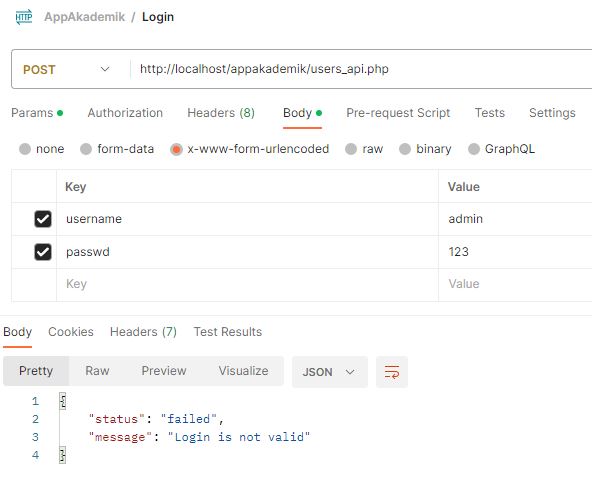 HTTP AppAkademik / Login
POST http://localhost/appakademik/users_api.php
Params Authorization Headers (8) Body Pre-request Script Tests Settings
none form-data x-www-form-urlencoded raw binary GraphQL
Key Value
username admin
passwd 123
Key Value
Body Cookies Headers (7) Test Results
Pretty Raw Preview Visualize JSON
1 {
2 "status": "failed",
3 "message": "Login is not valid"
4 }